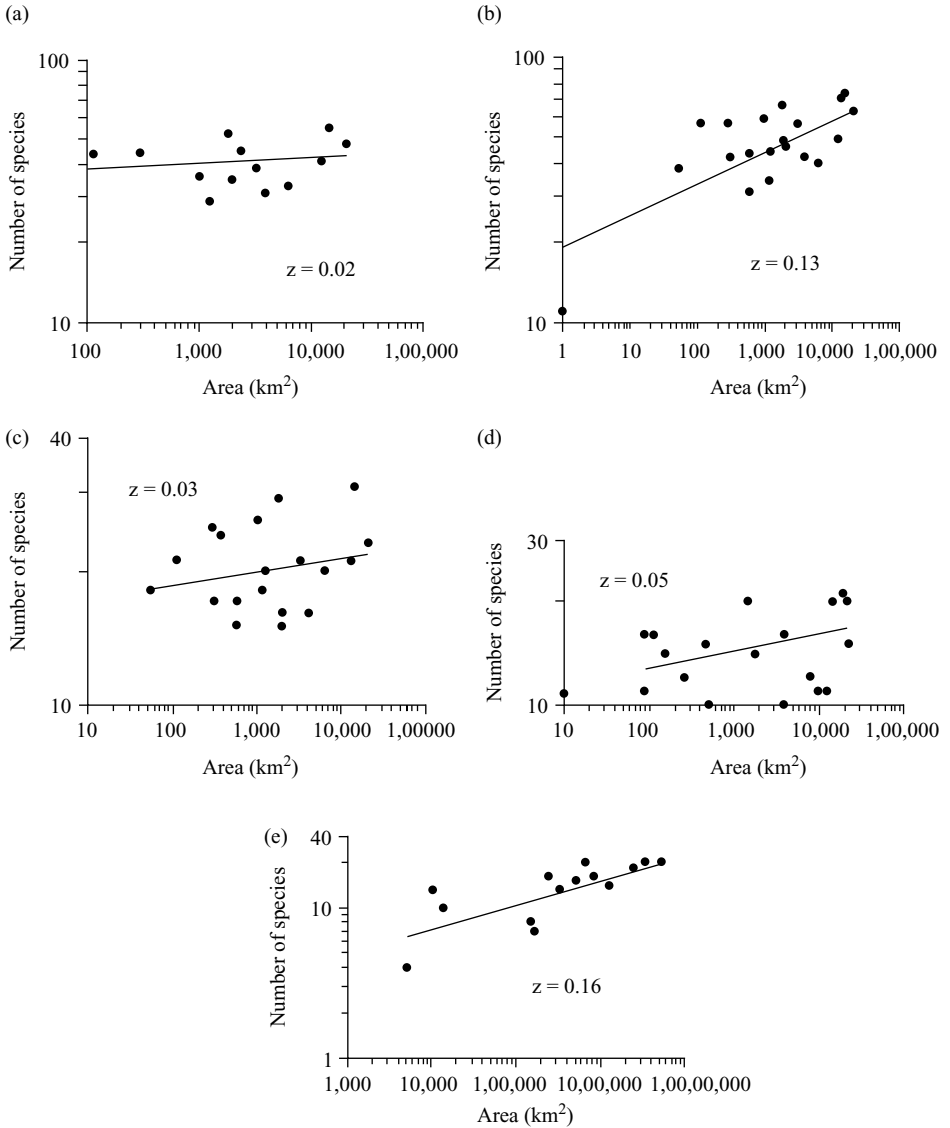 (a)
100
Number of species
z = 0.02
10
100 1,000 10,000 1,00,000
Area (km²)
(b)
100
Number of species
z = 0.13
10
1 10 100 1,000 10,000 1,00,000
Area (km²)
(c)
40
z = 0.03
Number of species
10
10 100 1,000 10,000 1,00,000
Area (km²)
(d)
30
z = 0.05
Number of species
10
10 100 1,000 10,000 1,00,000
Area (km²)
(e)
40
10
Number of species
z = 0.16
1
1,000 10,000 1,00,000 10,00,000 1,00,00,000
Area (km²)